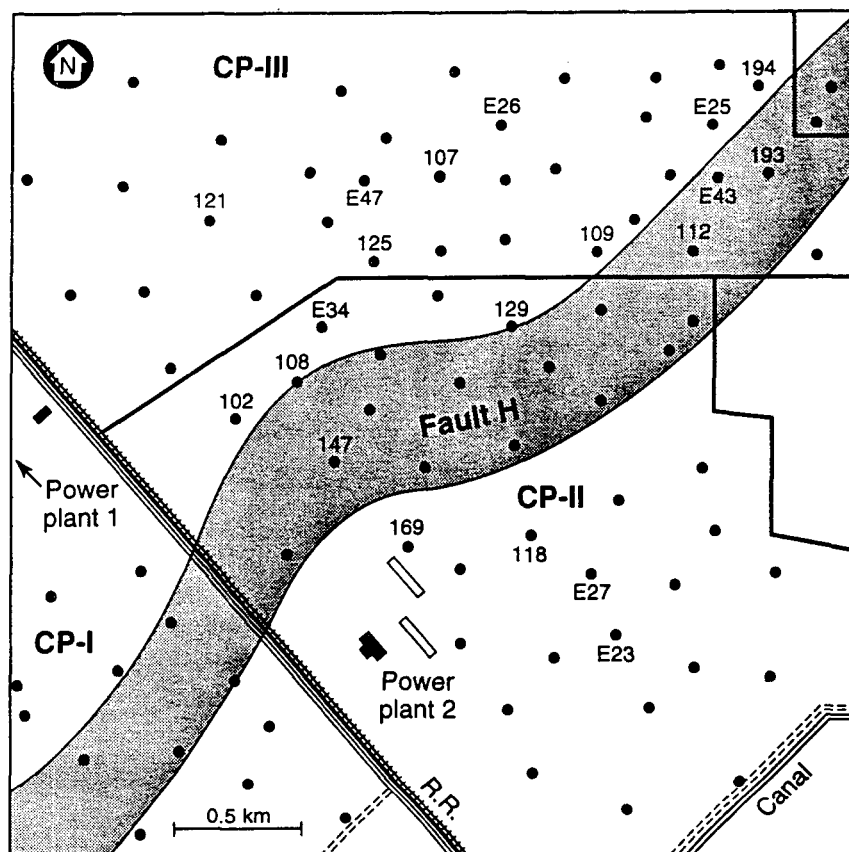 N
CP-III
194
E26
E25
107
193
E47
E43
121
125
109
112
E34
129
108
102
Fault H
147
Power
plant 1
CP-II
169
118
E27
CP-I
E23
Power
plant 2
R.R.
Canal
0.5 km